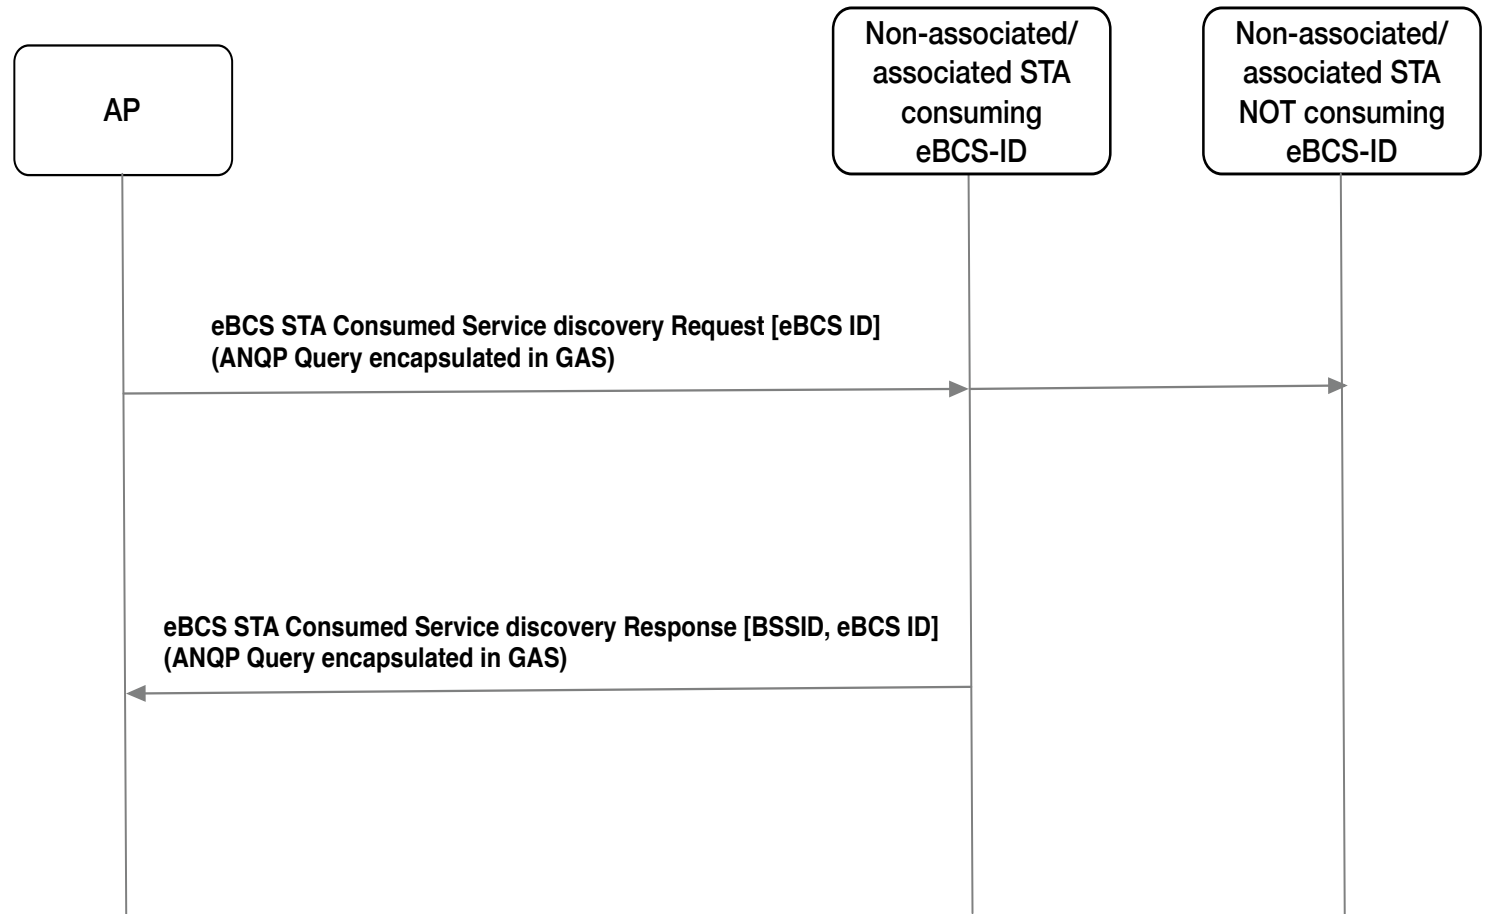 AP
Non-associated/
associated STA
consuming
eBCS-ID
Non-associated/
associated STA
NOT consuming
eBCS-ID
eBCS STA Consumed Service discovery Request [eBCS ID]
(ANQP Query encapsulated in GAS)
eBCS STA Consumed Service discovery Response [BSSID, eBCS ID]
(ANQP Query encapsulated in GAS)